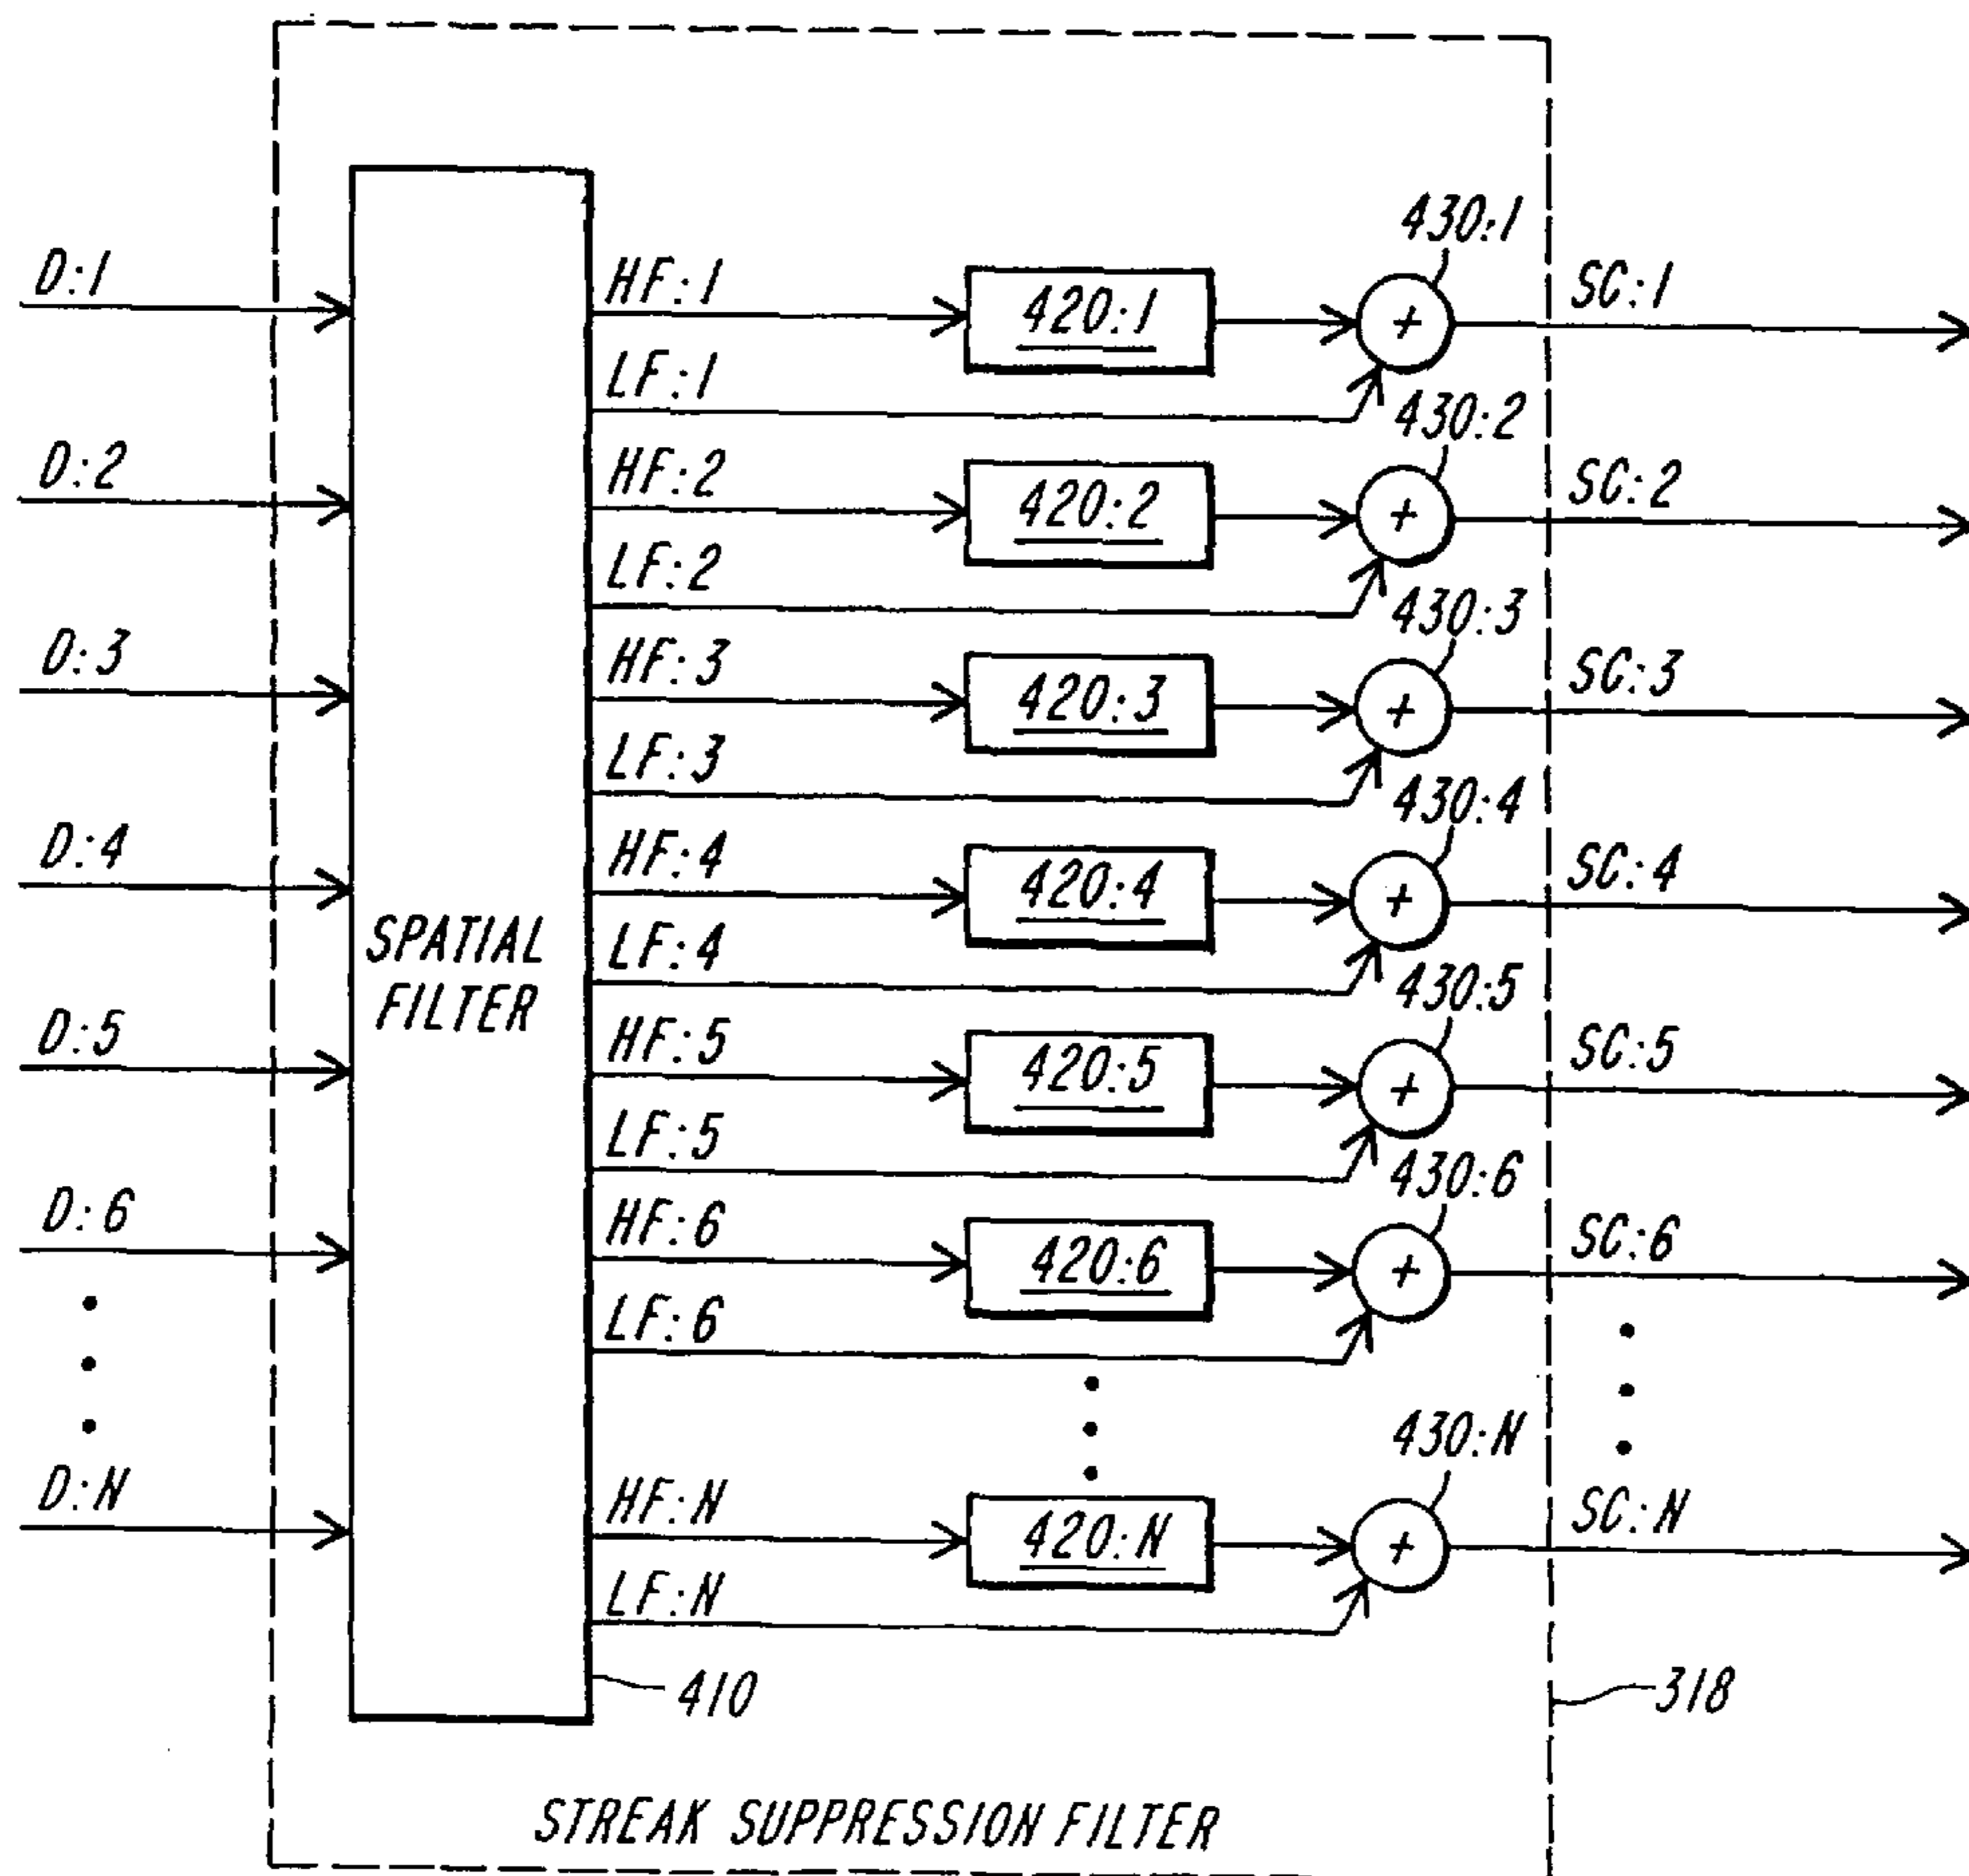 430:1
D:1
HF:1
420:1
+
SC:1
LF:1
430:2
D:2
HF:2
420:2
+
SC:2
LF:2
430:3
D:3
HF:3
420:3
+
SC:3
LF:3
430:4
D:4
HF:4
420:4
+
SC:4
SPATIAL
FILTER
LF:4
430:5
D:5
HF:5
420:5
+
SC:5
LF:5
430:6
D:6
HF:6
420:6
+
SC:6
LF:6
430:N
D:N
HF:N
420:N
+
SC:N
LF:N
410
318
STREAK SUPPRESSION FILTER